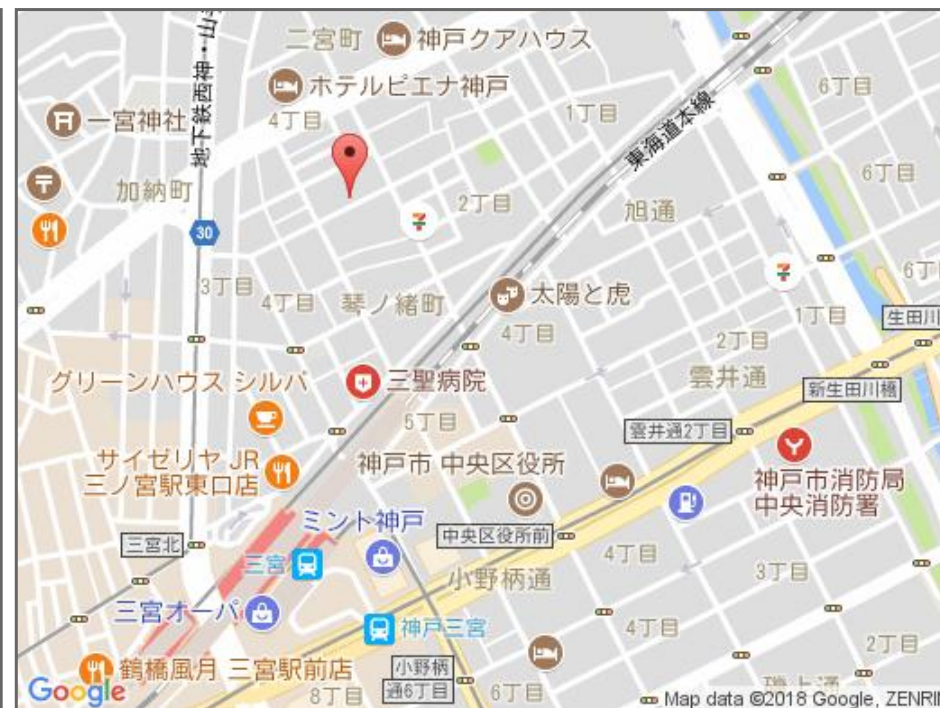 二宮町
神戸クアハウス
ホテルピエナ神戸
6丁目
4丁目
1丁目
一宮神社
地下鉄西神・山手
東海道本線
6丁目
加納町
2丁目
旭通
30
3丁目
4丁目
琴ノ緒町
太陽と虎
4丁目
6丁
1丁目
生田川
2丁目
グリーンハウス シルバ
三聖病院
雲井通
新生田川橋
5丁目
雲井通2丁目
サイゼリヤ JR
三ノ宮駅東口店
神戸市 中央区役所
神戸市消防局
中央消防署
ミント神戸
三宮北
中央区役所前
三宮
4丁目
小野柄通
3丁目
三宮オーパ
神戸三宮
4丁目
2丁目
鶴橋風月 三宮駅前店
小野柄
通6丁目
8丁目
6丁目
磯上通
Google
Map data ©2018 Google, ZENRI